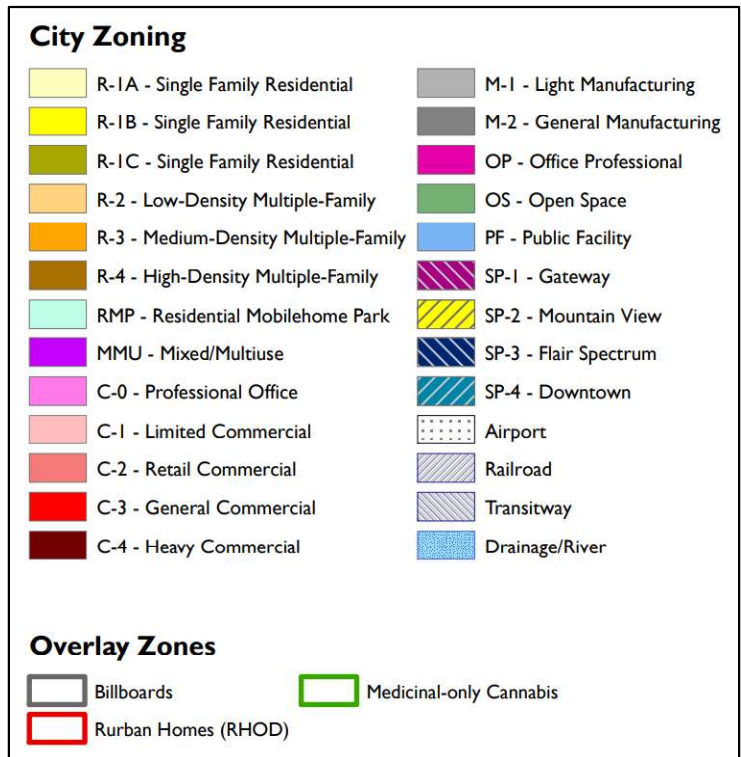 City Zoning
R-1A - Single Family Residential
R-1B - Single Family Residential
R-1C - Single Family Residential
R-2 - Low-Density Multiple-Family
R-3 - Medium-Density Multiple-Family
R-4 - High-Density Multiple-Family
RMP - Residential Mobilehome Park
MMU - Mixed/Multiuse
C-0 - Professional Office
C-1 - Limited Commercial
C-2 - Retail Commercial
C-3 - General Commercial
C-4 - Heavy Commercial
M-1 - Light Manufacturing
M-2 - General Manufacturing
OP - Office Professional
OS - Open Space
PF - Public Facility
SP-1 - Gateway
SP-2 - Mountain View
SP-3 - Flair Spectrum
SP-4 - Downtown
Airport
Railroad
Transitway
Drainage/River
Overlay Zones
Billboards
Rurban Homes (RHOD)
Medicinal-only Cannabis